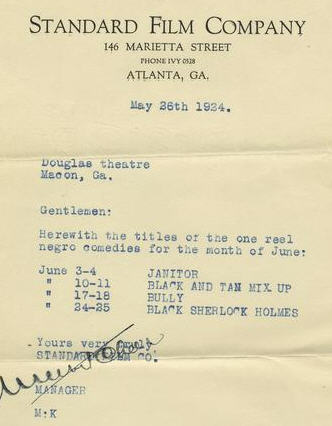 STANDARD FILM COMPANY
146 MARIETTA STREET
PHONE IVY 0528
ATLANTA, GA.
May 26th 1924.
Douglas theatre
Macon, Ga.
Gentlemen:
Herewith the titles of the one reel
negro comedies for the month of June:
June 3-4 JANITOR
" 10-11 BLACK AND TAN MIX UP
" 17-18 BULLY
" 24-25 BLACK SHERLOCK HOLMES
Yours very truly
STANDARD FILM CO.
MANAGER
M:K